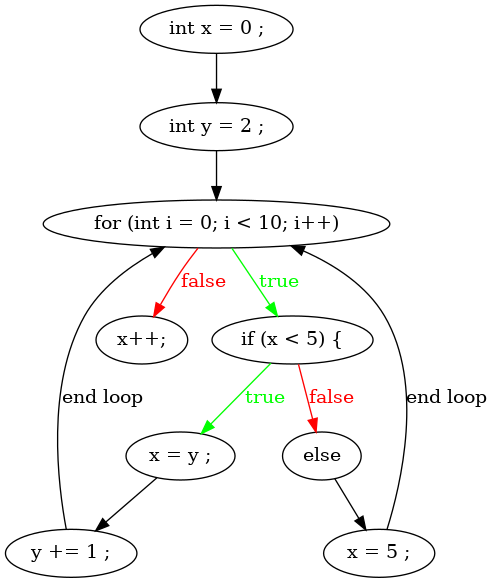 int x = 0 ;
int y = 2 ;
for (int i = 0; i < 10; i++)
false
true
x++;
if (x < 5) {
end loop
true
false
end loop
x = y ;
else
y += 1 ;
x = 5 ;